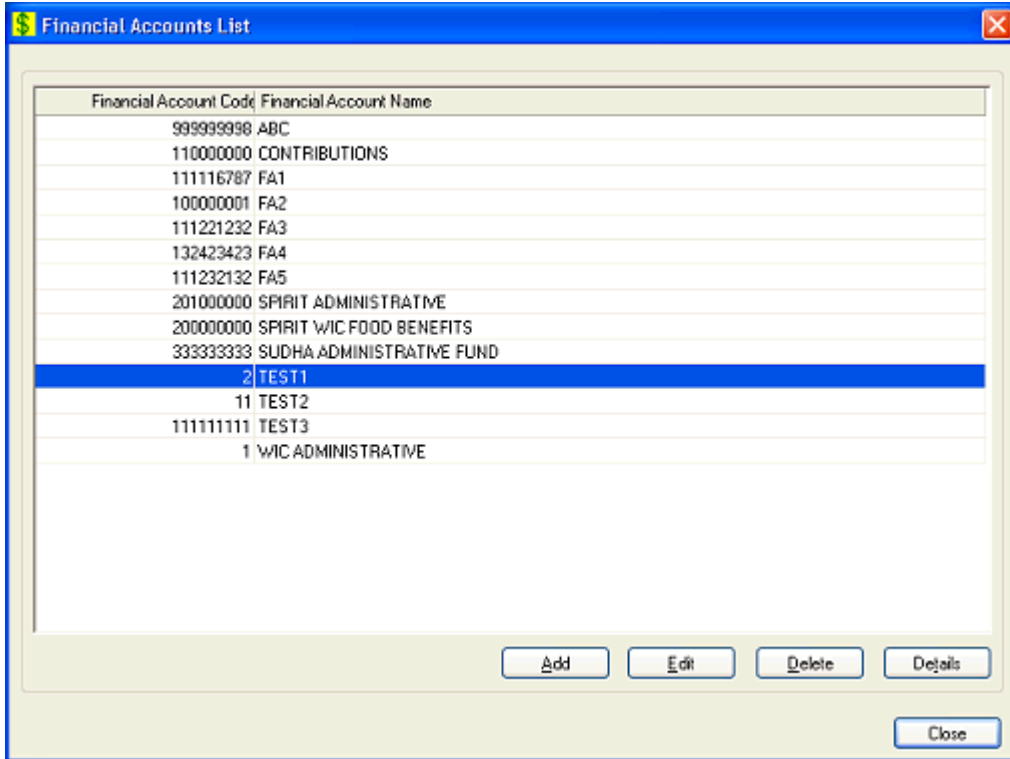 Financial Accounts List
Financial Account Code Financial Account Name
999999998 ABC
110000000 CONTRIBUTIONS
111116787 FA1
100000001 FA2
111221232 FA3
132423423 FA4
111232132 FA5
201000000 SPIRIT ADMINISTRATIVE
200000000 SPIRIT WIC FOOD BENEFITS
333333333 SUDHA ADMINISTRATIVE FUND
2 TEST1
11 TEST2
111111111 TEST3
1 WIC ADMINISTRATIVE
Add Edit Delete Details
Close